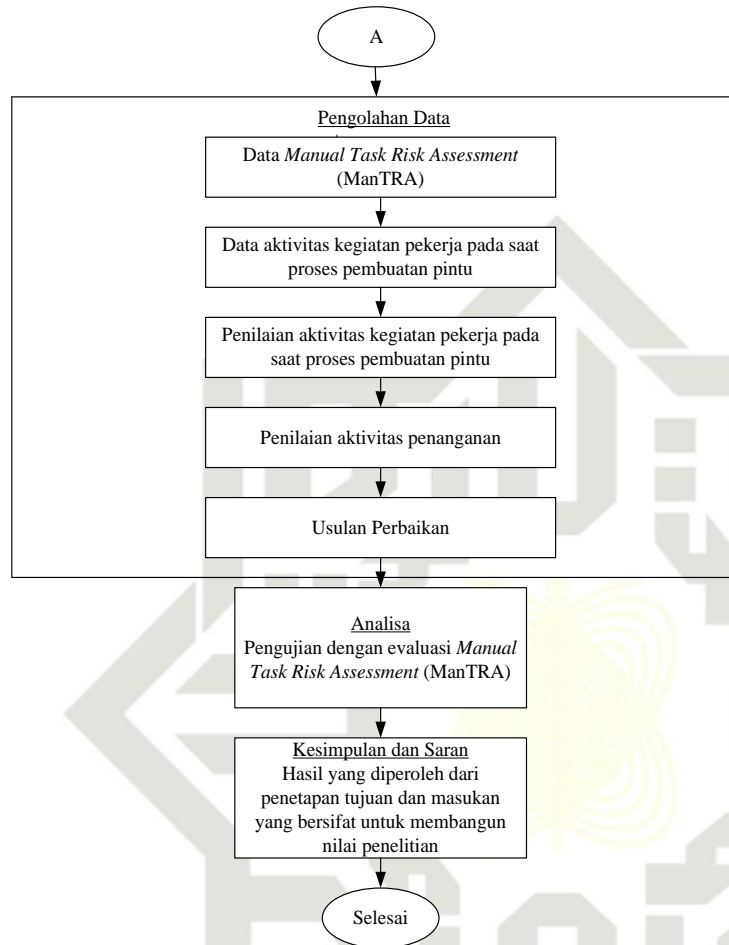 A
Pengolahan Data
Data Manual Task Risk Assessment
(ManTRA)
Data aktivitas kegiatan pekerja pada saat
proses pembuatan pintu
Penilaian aktivitas kegiatan pekerja pada
saat proses pembuatan pintu
Penilaian aktivitas penanganan
Usulan Perbaikan
Analisa
Pengujian dengan evaluasi Manual
Task Risk Assessment (ManTRA)
Kesimpulan dan Saran
Hasil yang diperoleh dari
penetapan tujuan dan masukan
yang bersifat untuk membangun
nilai penelitian
Selesai